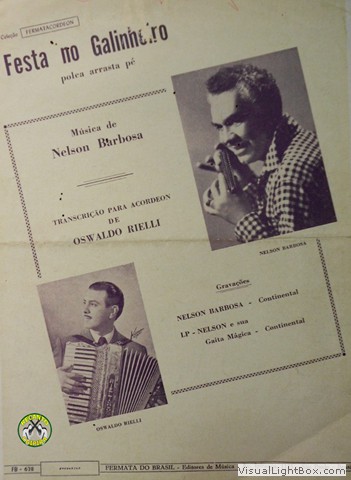 Coleção FERMATACORDEON
Festa no Galinheiro
polca arrasta pé
Música de
Nelson Barbosa
TRANSCRIÇÃO PARA ACORDEON
DE
OSWALDO RIELLI
NELSON BARBOSA
Gravações
NELSON BARBOSA - Continental
LP - NELSON e sua
Gaita Mágica - Continental
OSWALDO RIELLI
FB - 638
FERMATA DO BRASIL - Editores de Música
VisualLightBox.com